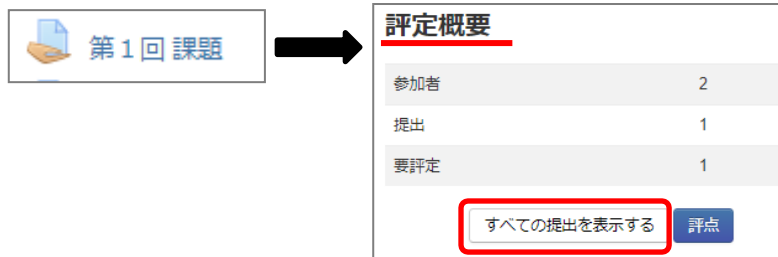 第１回 課題
評定概要
参加者 2
提出 1
要評定 1
すべての提出を表示する 評点